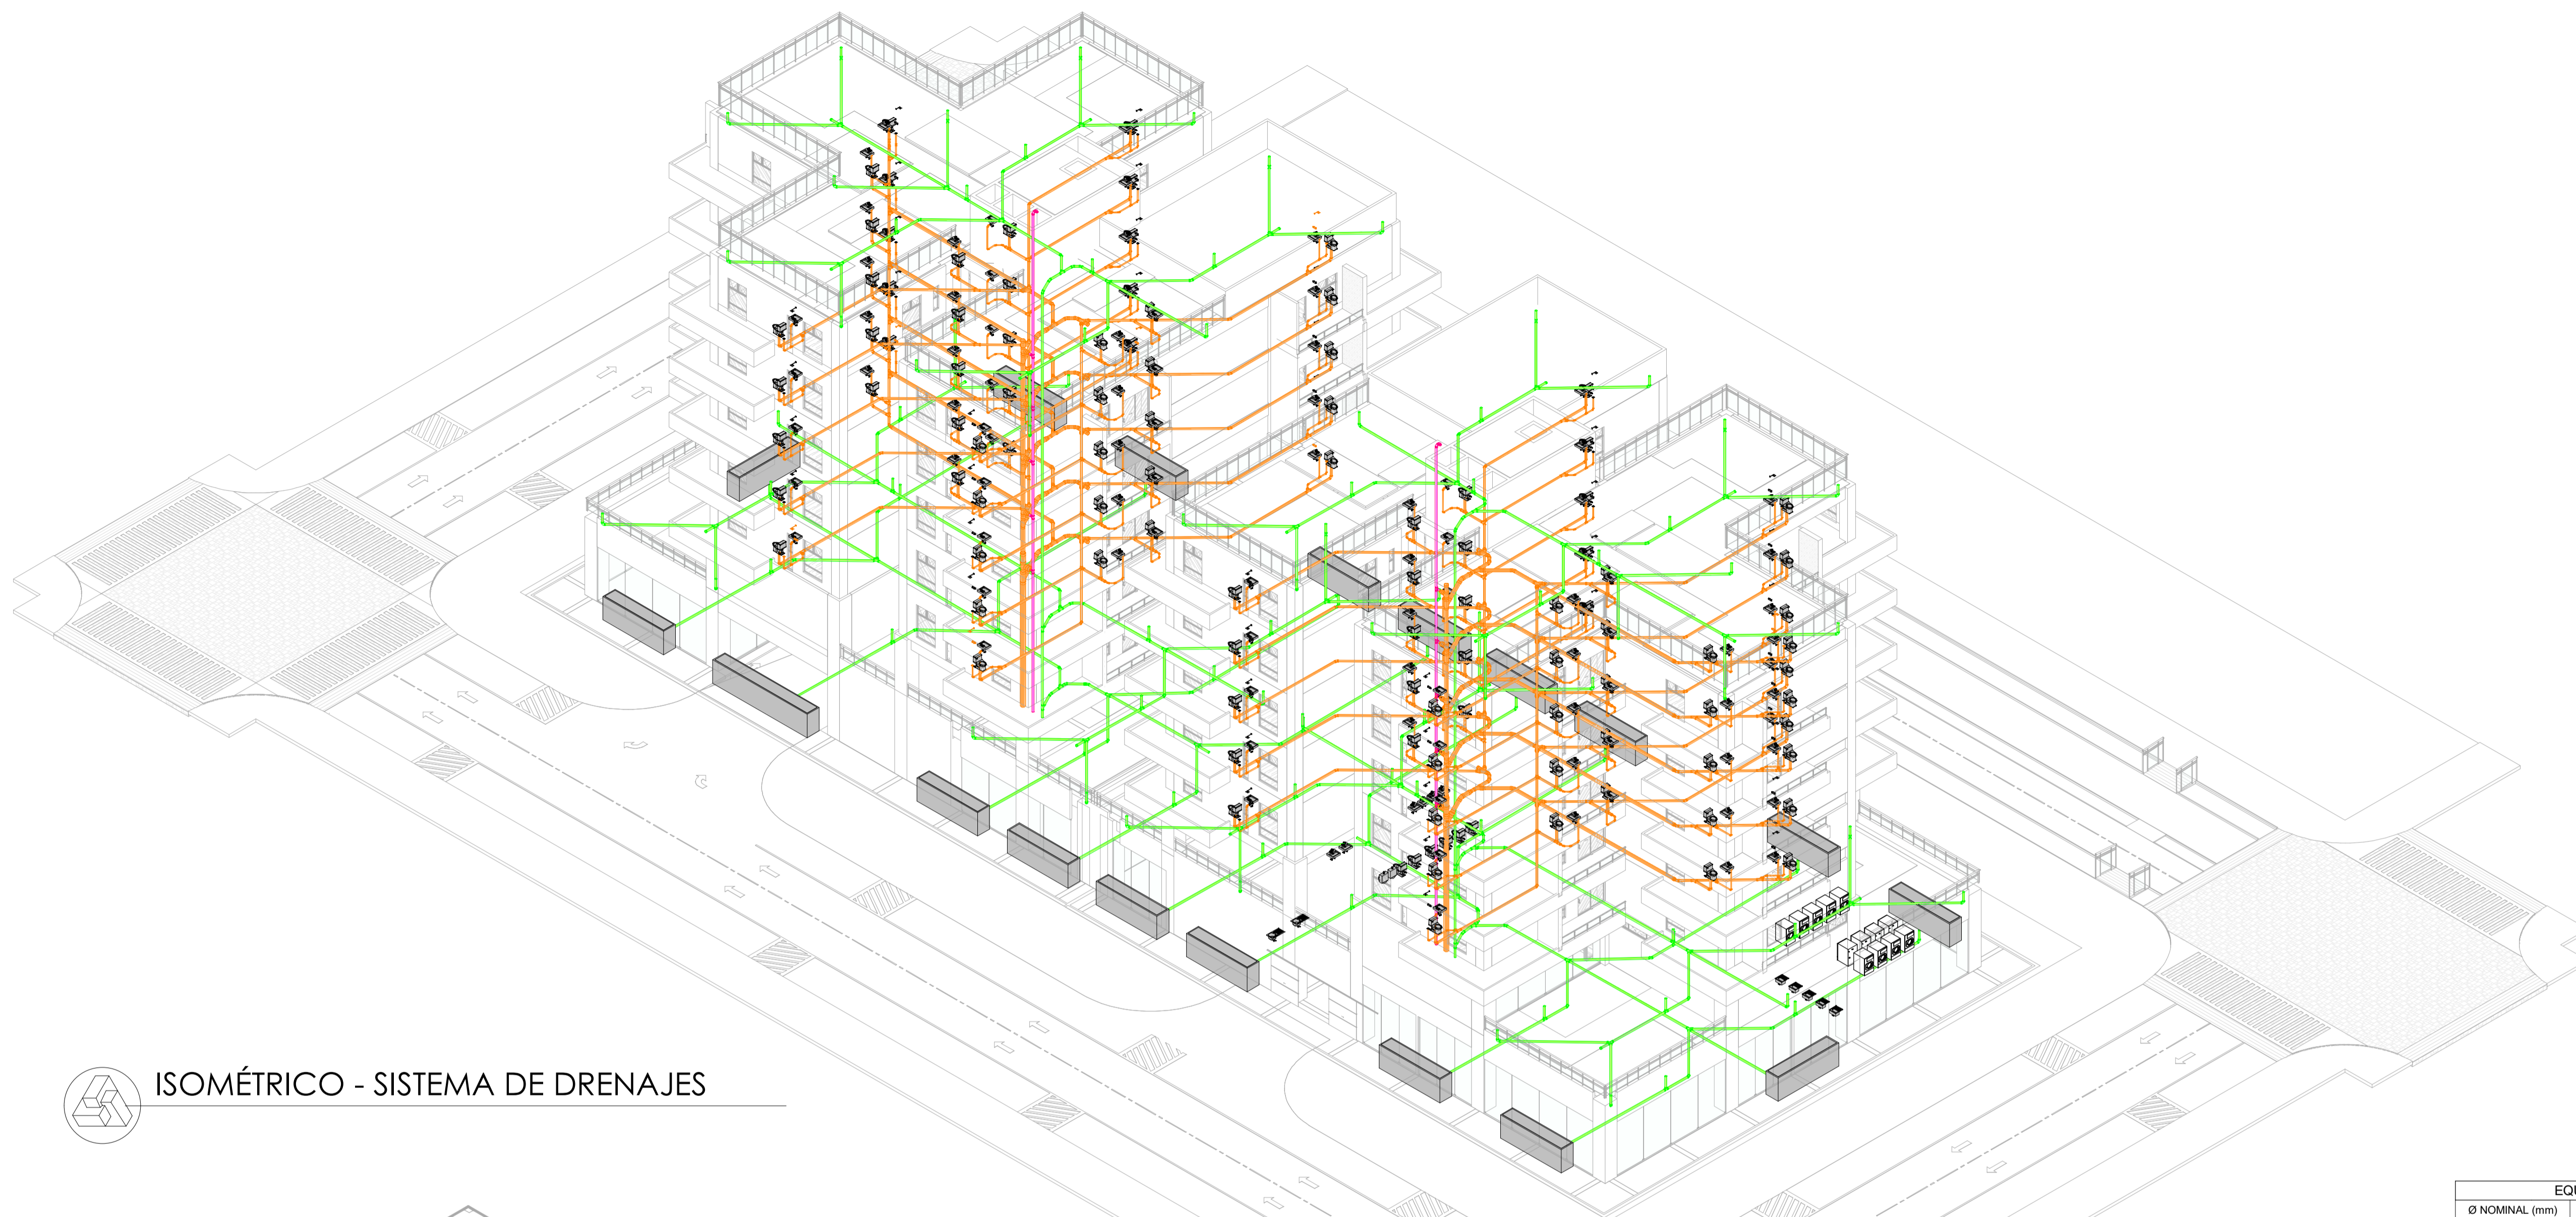 ISOMÉTRICO - SISTEMA DE DRENAJES
Ø NOMINAL (mm)